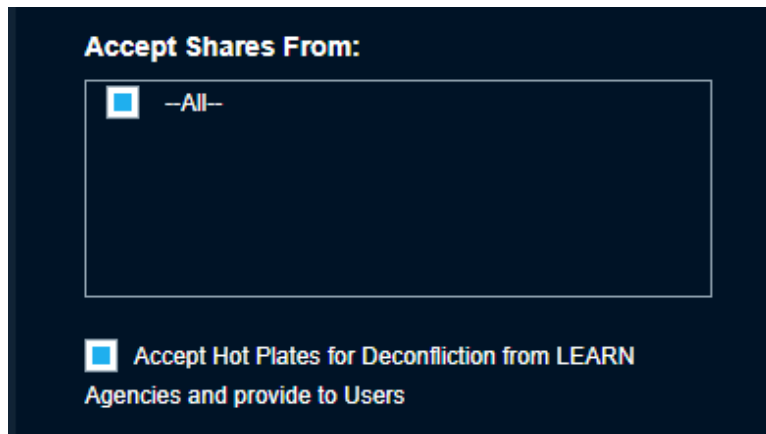 Accept Shares From:
--All--
Accept Hot Plates for Deconfliction from LEARN
Agencies and provide to Users